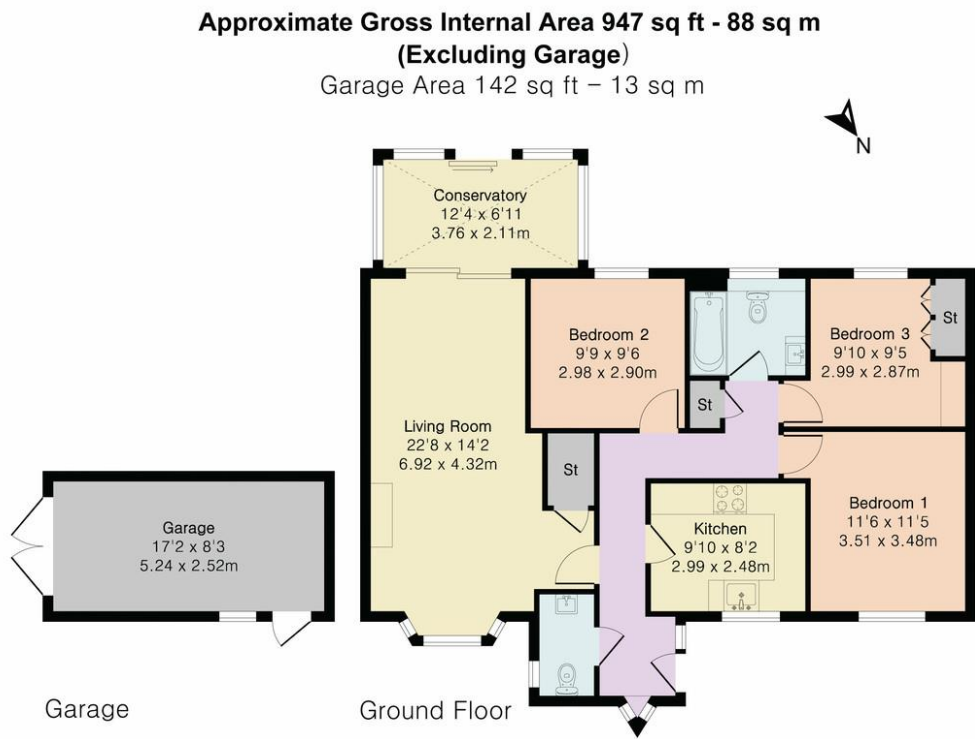 Approximate Gross Internal Area 947 sq ft - 88 sq m
(Excluding Garage)
Garage Area 142 sq ft – 13 sq m
N
Conservatory
12'4 x 6'11
3.76 x 2.11m
Bedroom 2
9'9 x 9'6
2.98 x 2.90m
Bedroom 3
9'10 x 9'5
2.99 x 2.87m
St
St
Living Room
22'8 x 14'2
6.92 x 4.32m
St
Garage
17'2 x 8'3
5.24 x 2.52m
Kitchen
9'10 x 8'2
2.99 x 2.48m
Bedroom 1
11'6 x 11'5
3.51 x 3.48m
Garage
Ground Floor